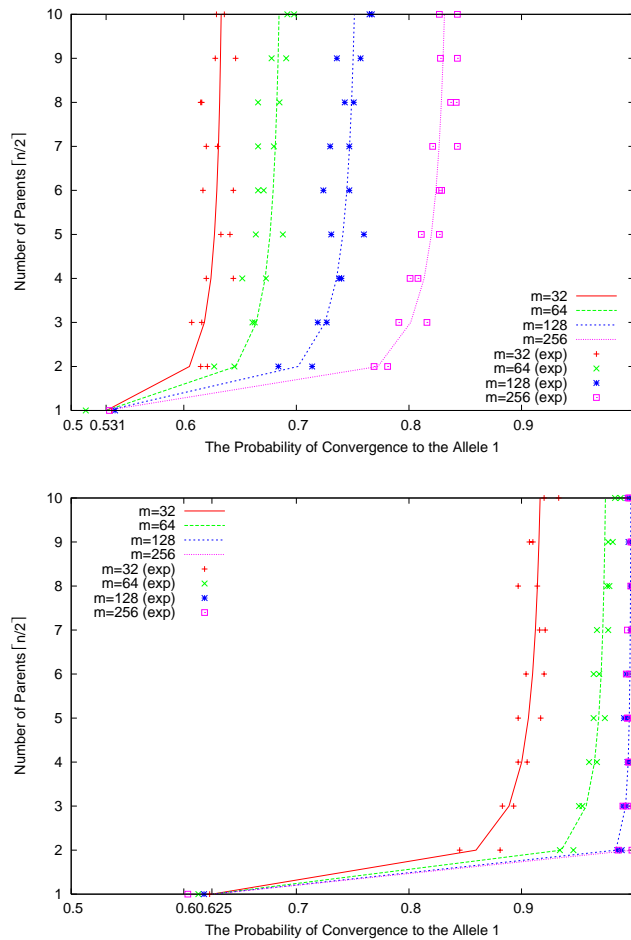 10
9
8
7
6
5
4
3
2
1
Number of Parents ⌈n/2⌉
m=32
m=64
m=128
m=256
m=32 (exp)
m=64 (exp)
m=128 (exp)
m=256 (exp)
0.5 0.531 0.6 0.7 0.8 0.9
The Probability of Convergence to the Allele 1
10
9
8
7
6
5
4
3
2
1
Number of Parents ⌈n/2⌉
m=32
m=64
m=128
m=256
m=32 (exp)
m=64 (exp)
m=128 (exp)
m=256 (exp)
0.5 0.6 0.625 0.7 0.8 0.9
The Probability of Convergence to the Allele 1